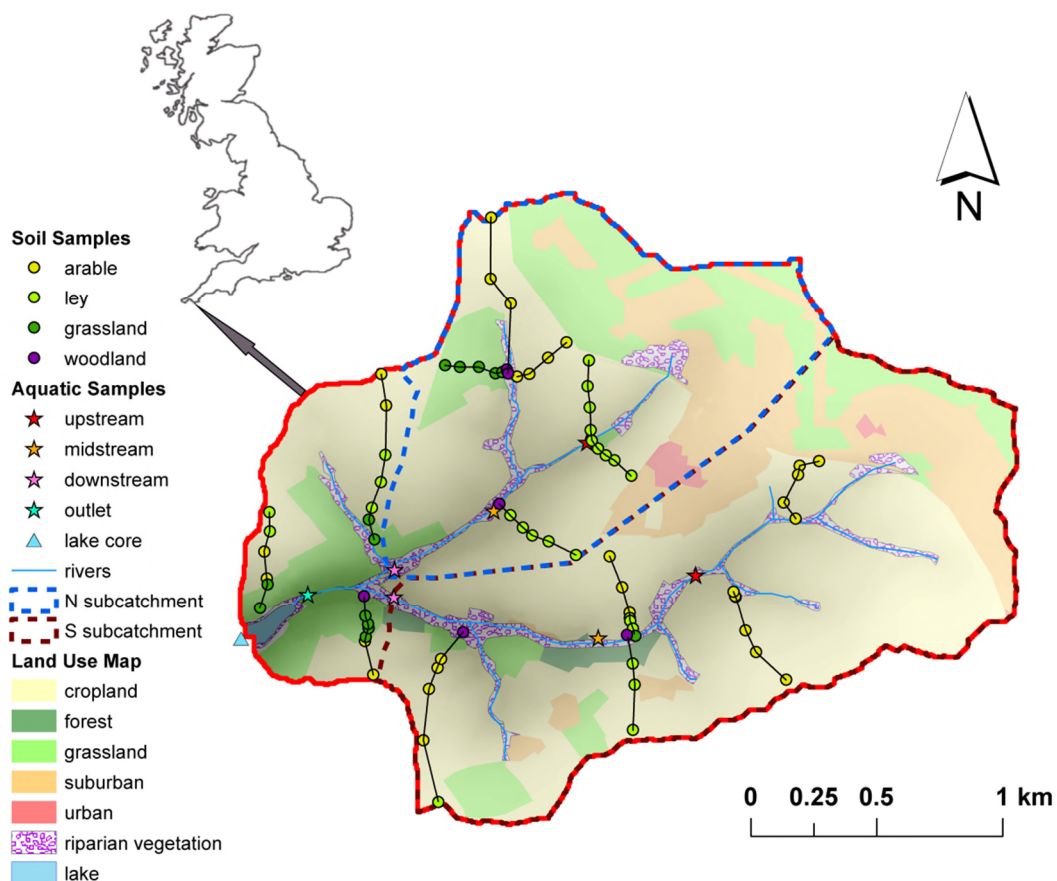 N
Soil Samples
arable
ley
grassland
woodland
Aquatic Samples
upstream
midstream
downstream
outlet
lake core
rivers
N subcatchment
S subcatchment
Land Use Map
cropland
forest
grassland
suburban
urban
riparian vegetation
lake
0 0.25 0.5 1 km